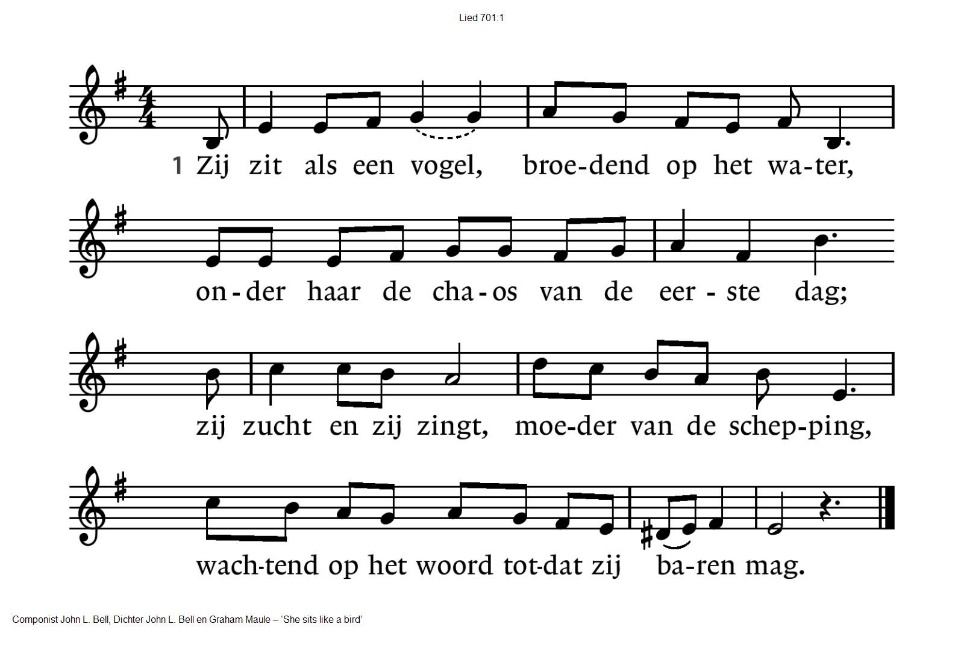 Lied 701:1
1 Zij zit als een vogel, broe-dend op het wa-ter,
on-der haar de cha-os van de eer-ste dag;
zij zucht en zij zingt, moe-der van de schep-ping,
wach-tend op het woord tot-dat zij ba-ren mag.
Componist John L. Bell, Dichter John L. Bell en Graham Maule – 'She sits like a bird'